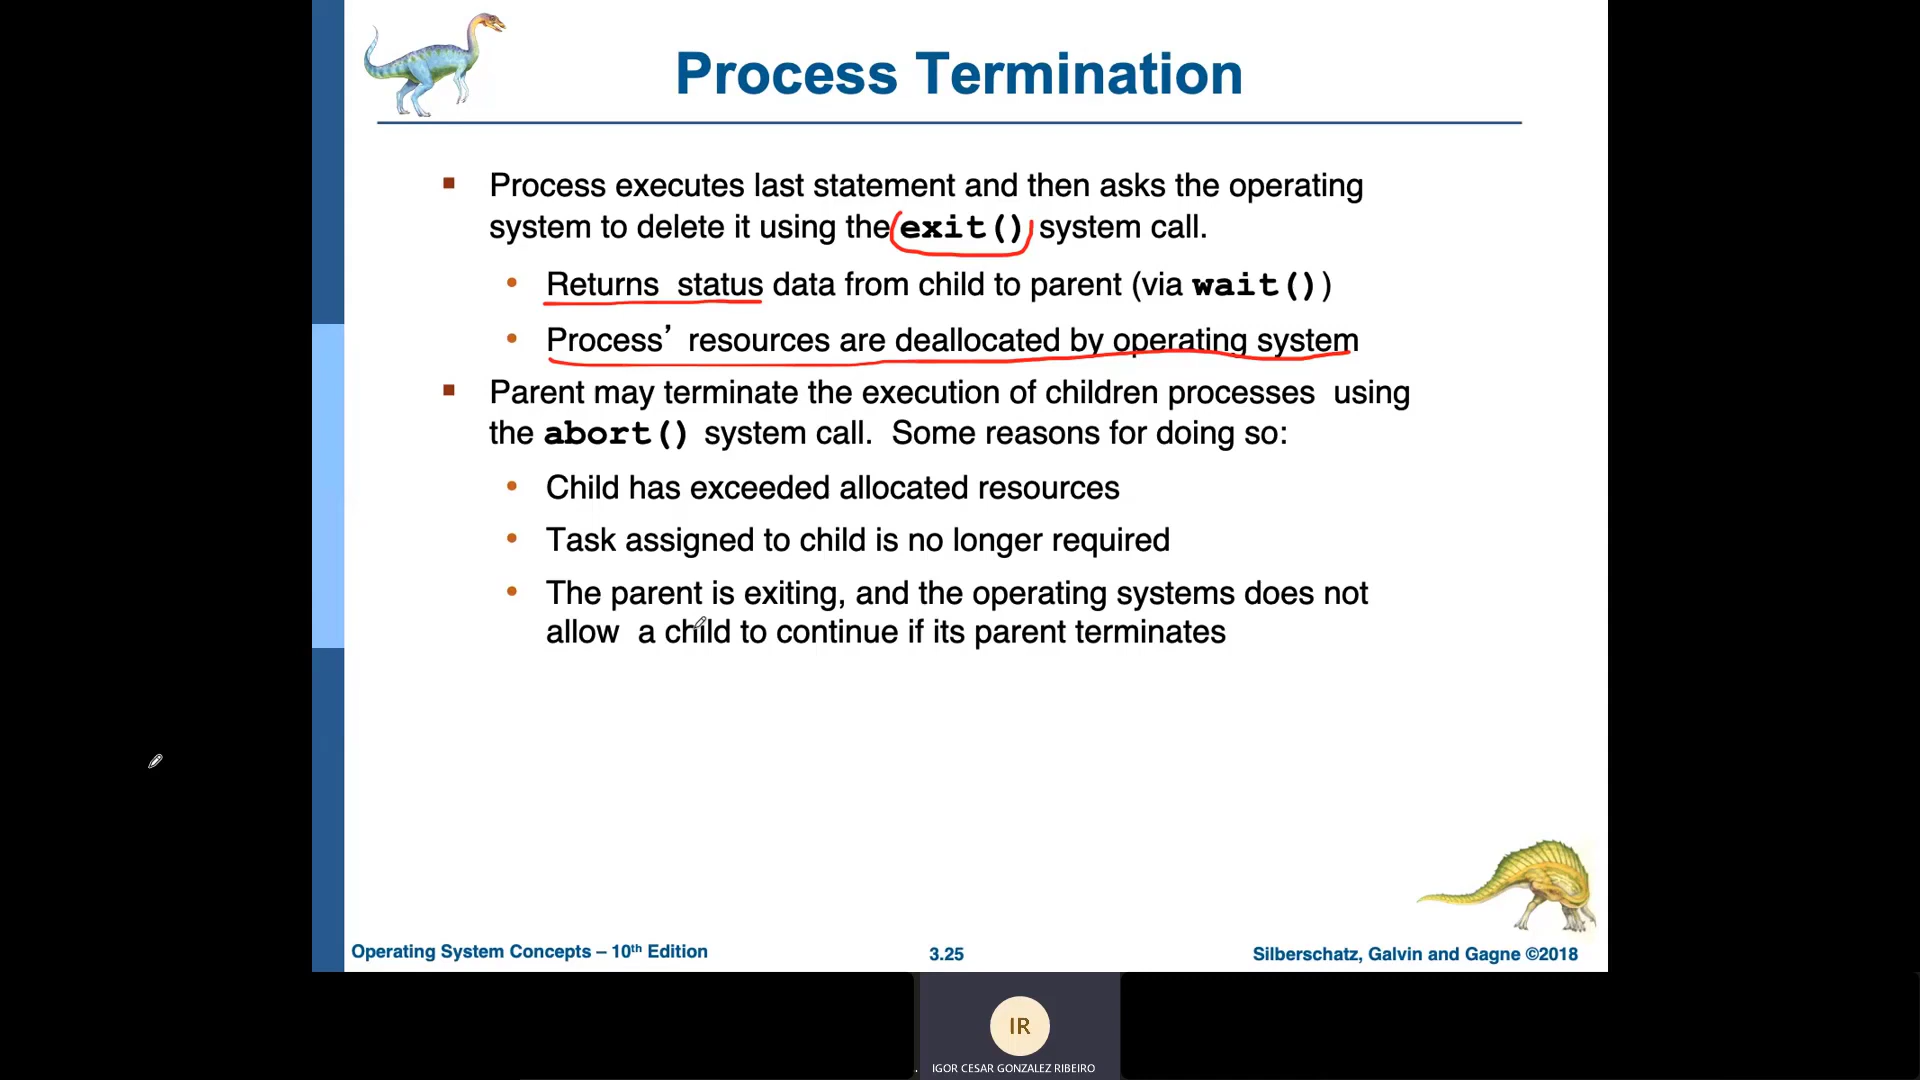 Process Termination
Process executes last statement and then asks the operating
system to delete it using the exit() system call.
Returns status data from child to parent (via wait())
Process’ resources are deallocated by operating system
Parent may terminate the execution of children processes using
the abort() system call. Some reasons for doing so:
Child has exceeded allocated resources
Task assigned to child is no longer required
The parent is exiting, and the operating systems does not
allow a child to continue if its parent terminates
Operating System Concepts – 10th Edition
3.25
Silberschatz, Galvin and Gagne ©2018
IR
IGOR CESAR GONZALEZ RIBEIRO